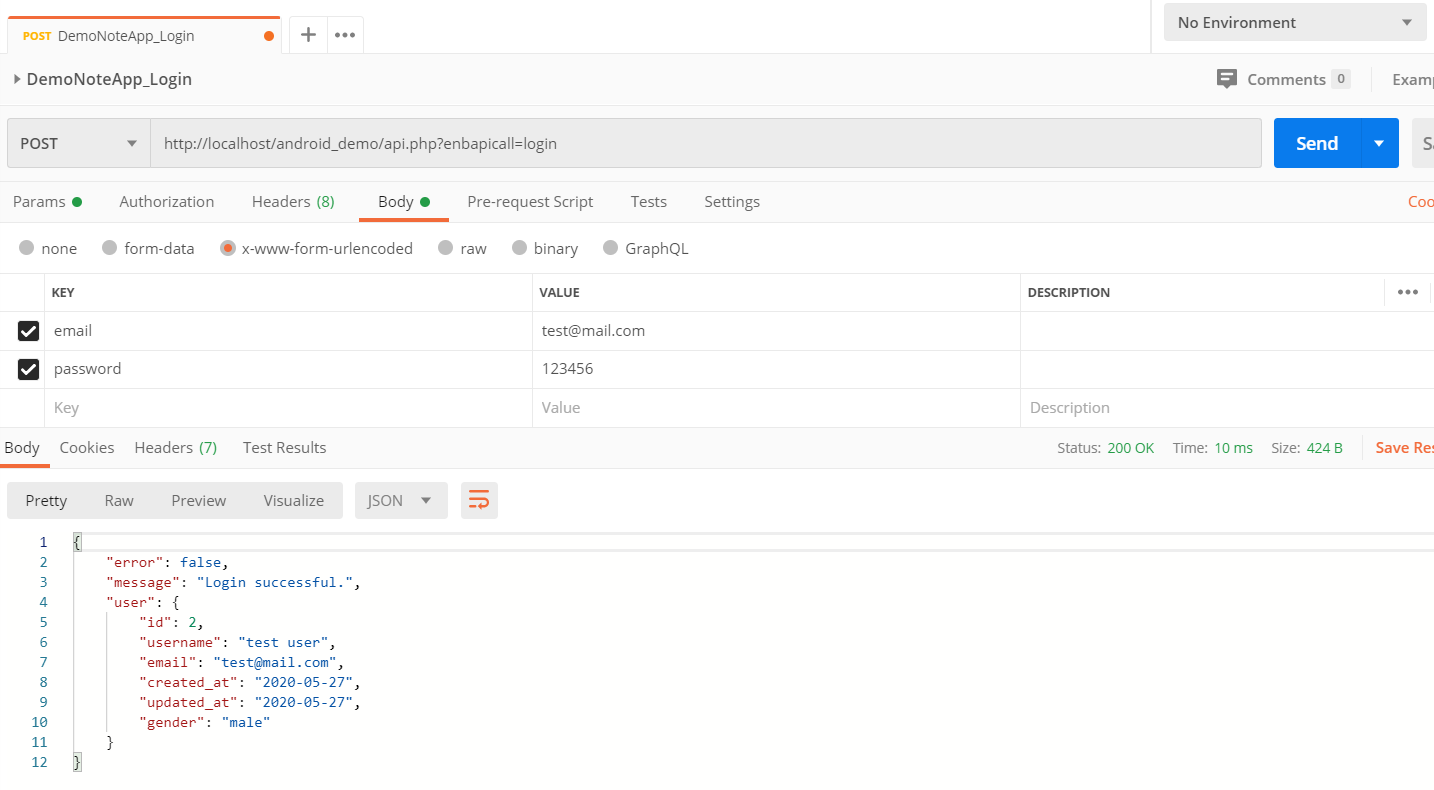 POST DemoNoteApp_Login
No Environment
DemoNoteApp_Login
Comments 0
Exam
POST
http://localhost/android_demo/api.php?enbapicall=login
Send
Sa
Params
Authorization
Headers (8)
Body
Pre-request Script
Tests
Settings
Coo
none
form-data
x-www-form-urlencoded
raw
binary
GraphQL
KEY
VALUE
DESCRIPTION
email
test@mail.com
password
123456
Key
Value
Description
Body
Cookies
Headers (7)
Test Results
Status: 200 OK
Time: 10 ms
Size: 424 B
Save Res
Pretty
Raw
Preview
Visualize
JSON
1 {
2 "error": false,
3 "message": "Login successful.",
4 "user": {
5 "id": 2,
6 "username": "test user",
7 "email": "test@mail.com",
8 "created_at": "2020-05-27",
9 "updated_at": "2020-05-27",
10 "gender": "male"
11 }
12 }